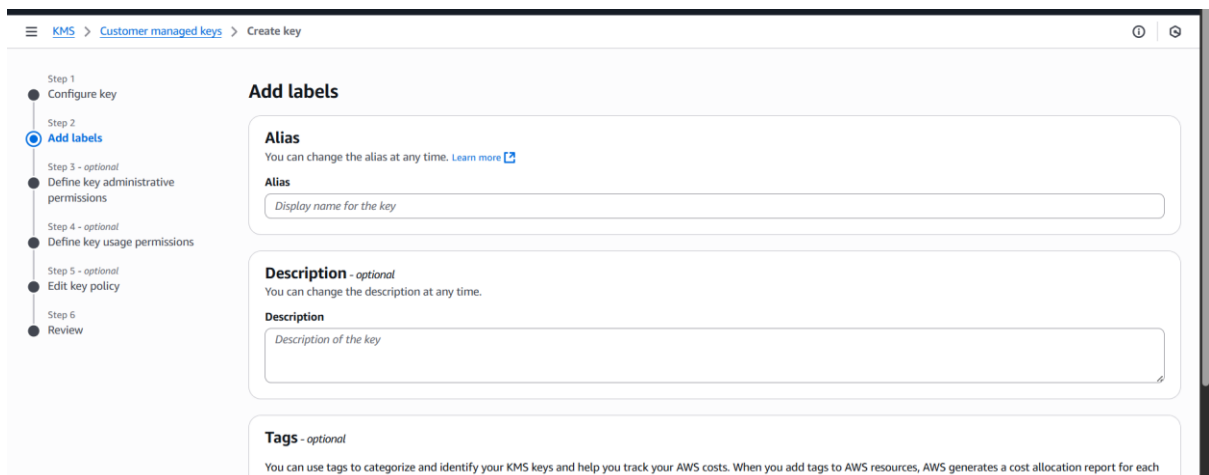 KMS > Customer managed keys > Create key
Step 1
Configure key
Step 2
Add labels
Step 3 - optional
Define key administrative
permissions
Step 4 - optional
Define key usage permissions
Step 5 - optional
Edit key policy
Step 6
Review
Add labels
Alias
You can change the alias at any time. Learn more
Alias
Display name for the key
Description - optional
You can change the description at any time.
Description
Description of the key
Tags - optional
You can use tags to categorize and identify your KMS keys and help you track your AWS costs. When you add tags to AWS resources, AWS generates a cost allocation report for each